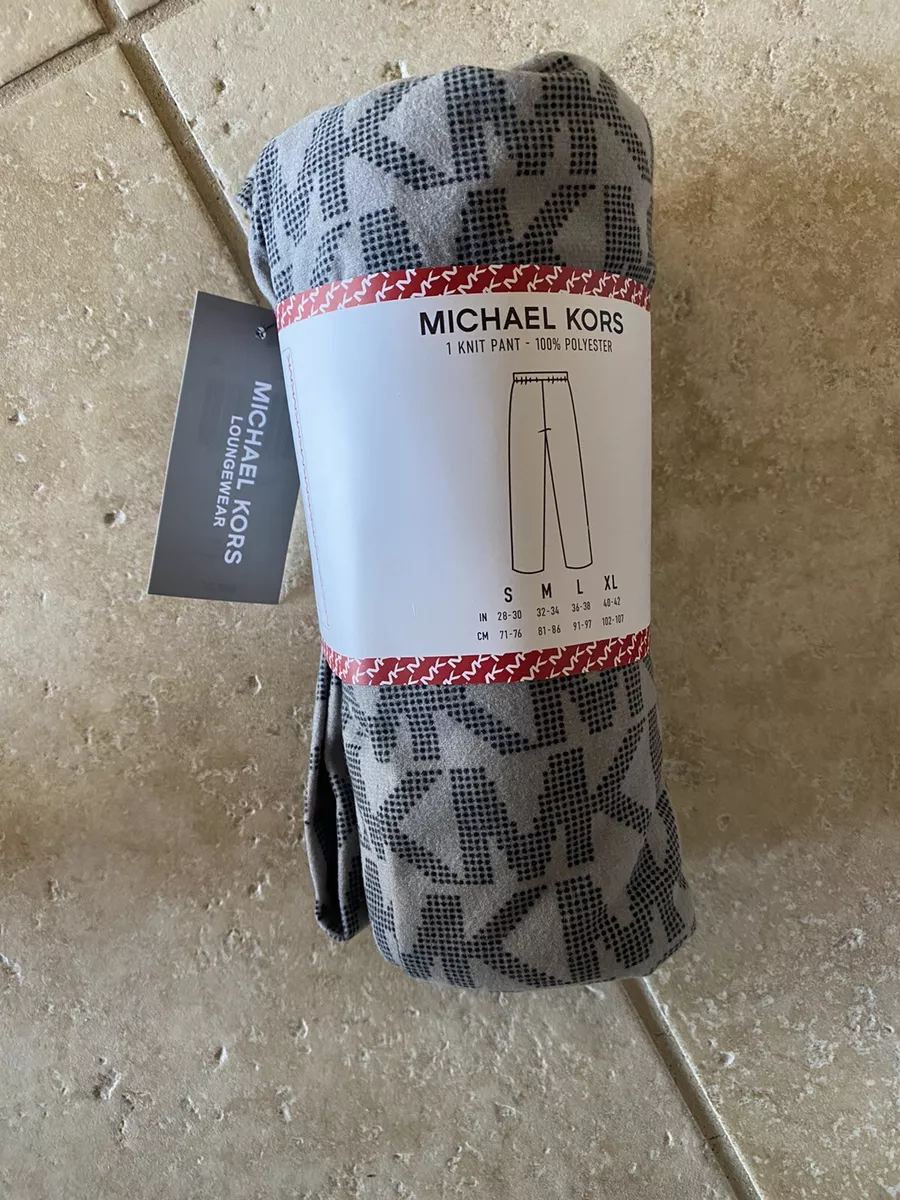 MICHAEL KORS
1 KNIT PANT - 100% POLYESTER
S M L XL
IN 28-30 32-34 36-38 40-42
CM 71-76 81-86 91-97 102-107
MICHAEL KORS
LOUNGEWEAR